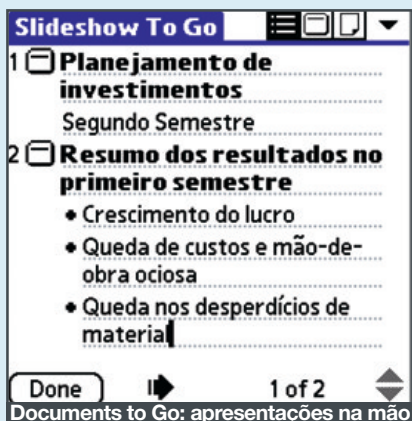 Slideshow To Go
1 Planejamento de
investimentos
Segundo Semestre
2 Resumo dos resultados no
primeiro semestre
• Crescimento do lucro
• Queda de custos e mão-de-
obra ociosa
• Queda nos desperdícios de
material
Done 1 of 2
Documents to Go: apresentações na mão